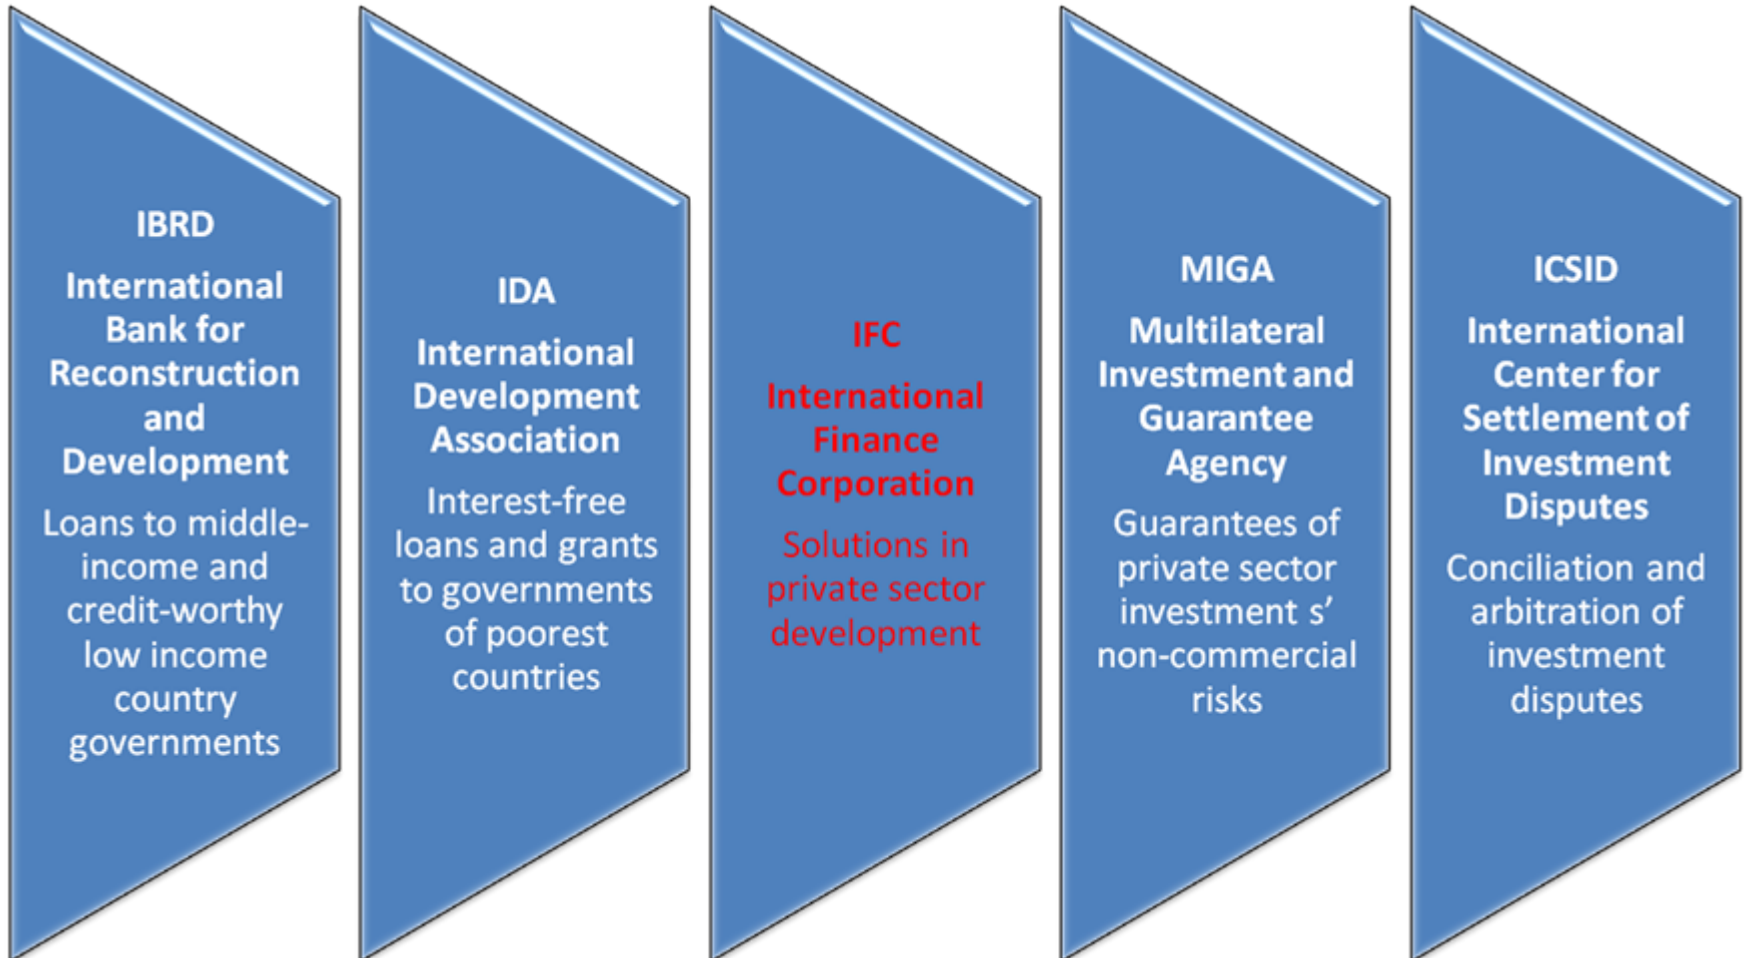 IBRD
International
Bank for
Reconstruction
and
Development
Loans to middle-
income and
credit-worthy
low income
country
governments
IDA
International
Development
Association
Interest-free
loans and grants
to governments
of poorest
countries
IFC
International
Finance
Corporation
Solutions in
private sector
development
MIGA
Multilateral
Investment and
Guarantee
Agency
Guarantees of
private sector
investment s’
non-commercial
risks
ICSID
International
Center for
Settlement of
Investment
Disputes
Conciliation and
arbitration of
investment
disputes